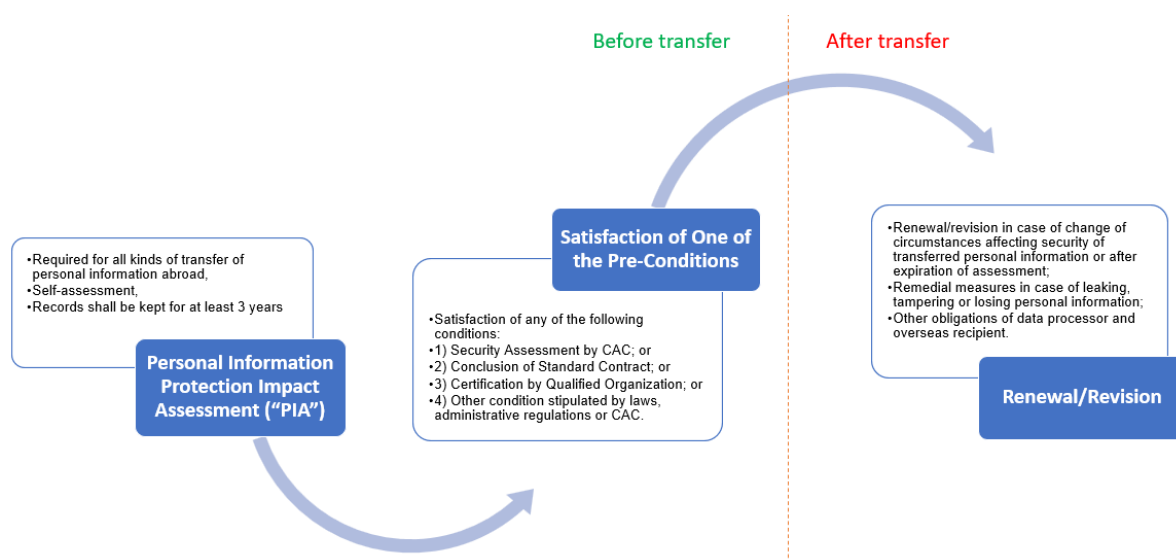 Before transfer
After transfer
•Required for all kinds of transfer of
personal information abroad,
•Self-assessment,
•Records shall be kept for at least 3 years
Personal Information
Protection Impact
Assessment (“PIA”)
Satisfaction of One of
the Pre-Conditions
•Satisfaction of any of the following
conditions:
•1) Security Assessment by CAC; or
•2) Conclusion of Standard Contract; or
•3) Certification by Qualified Organization; or
•4) Other condition stipulated by laws,
administrative regulations or CAC.
•Renewal/revision in case of change of
circumstances affecting security of
transferred personal information or after
expiration of assessment;
•Remedial measures in case of leaking,
tampering or losing personal information;
•Other obligations of data processor and
overseas recipient.
Renewal/Revision